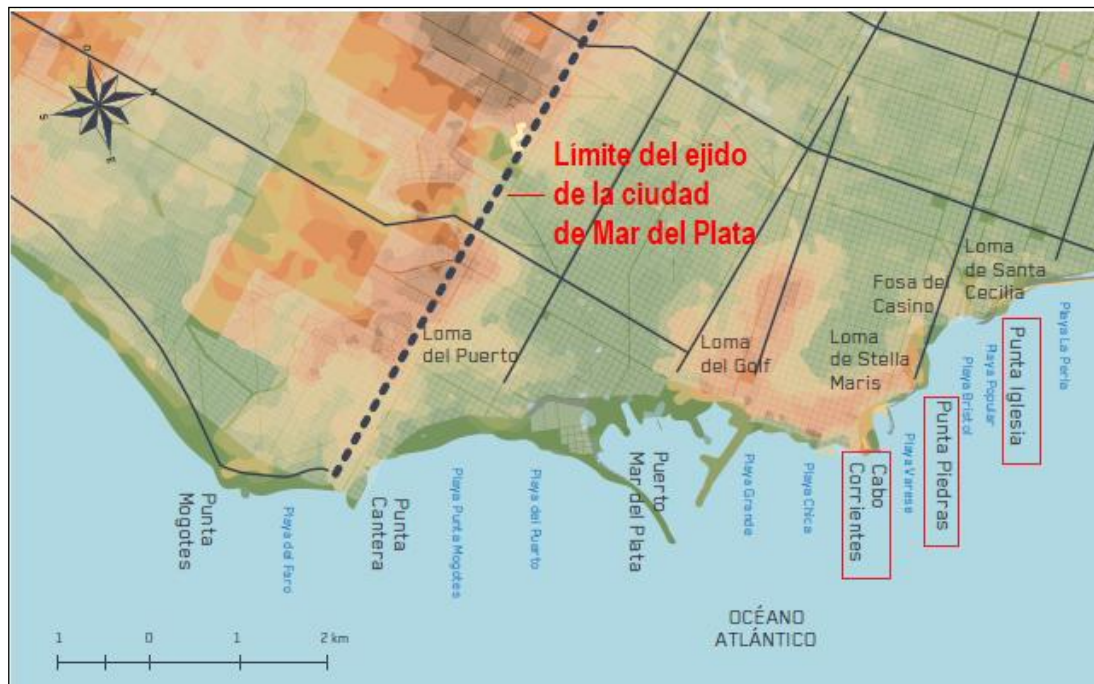 O
N
S
E
Límite del ejido
de la ciudad
de Mar del Plata
Loma
de Santa
Cecilia
Fosa del
Casino
Loma
del Puerto
Loma
del Golf
Loma
de Stella
Maris
Playa La Perla
Punta Iglesia
Playa Popular
Playa Bristol
Punta Piedras
Playa Varese
Cabo
Corrientes
Playa Chica
Playa Grande
Puerto
Mar del Plata
Playa del Puerto
Playa Punta Mogotes
Punta
Cantera
Playa del Faro
Punta
Mogotes
OCÉANO
ATLÁNTICO
1 0 1 2 km